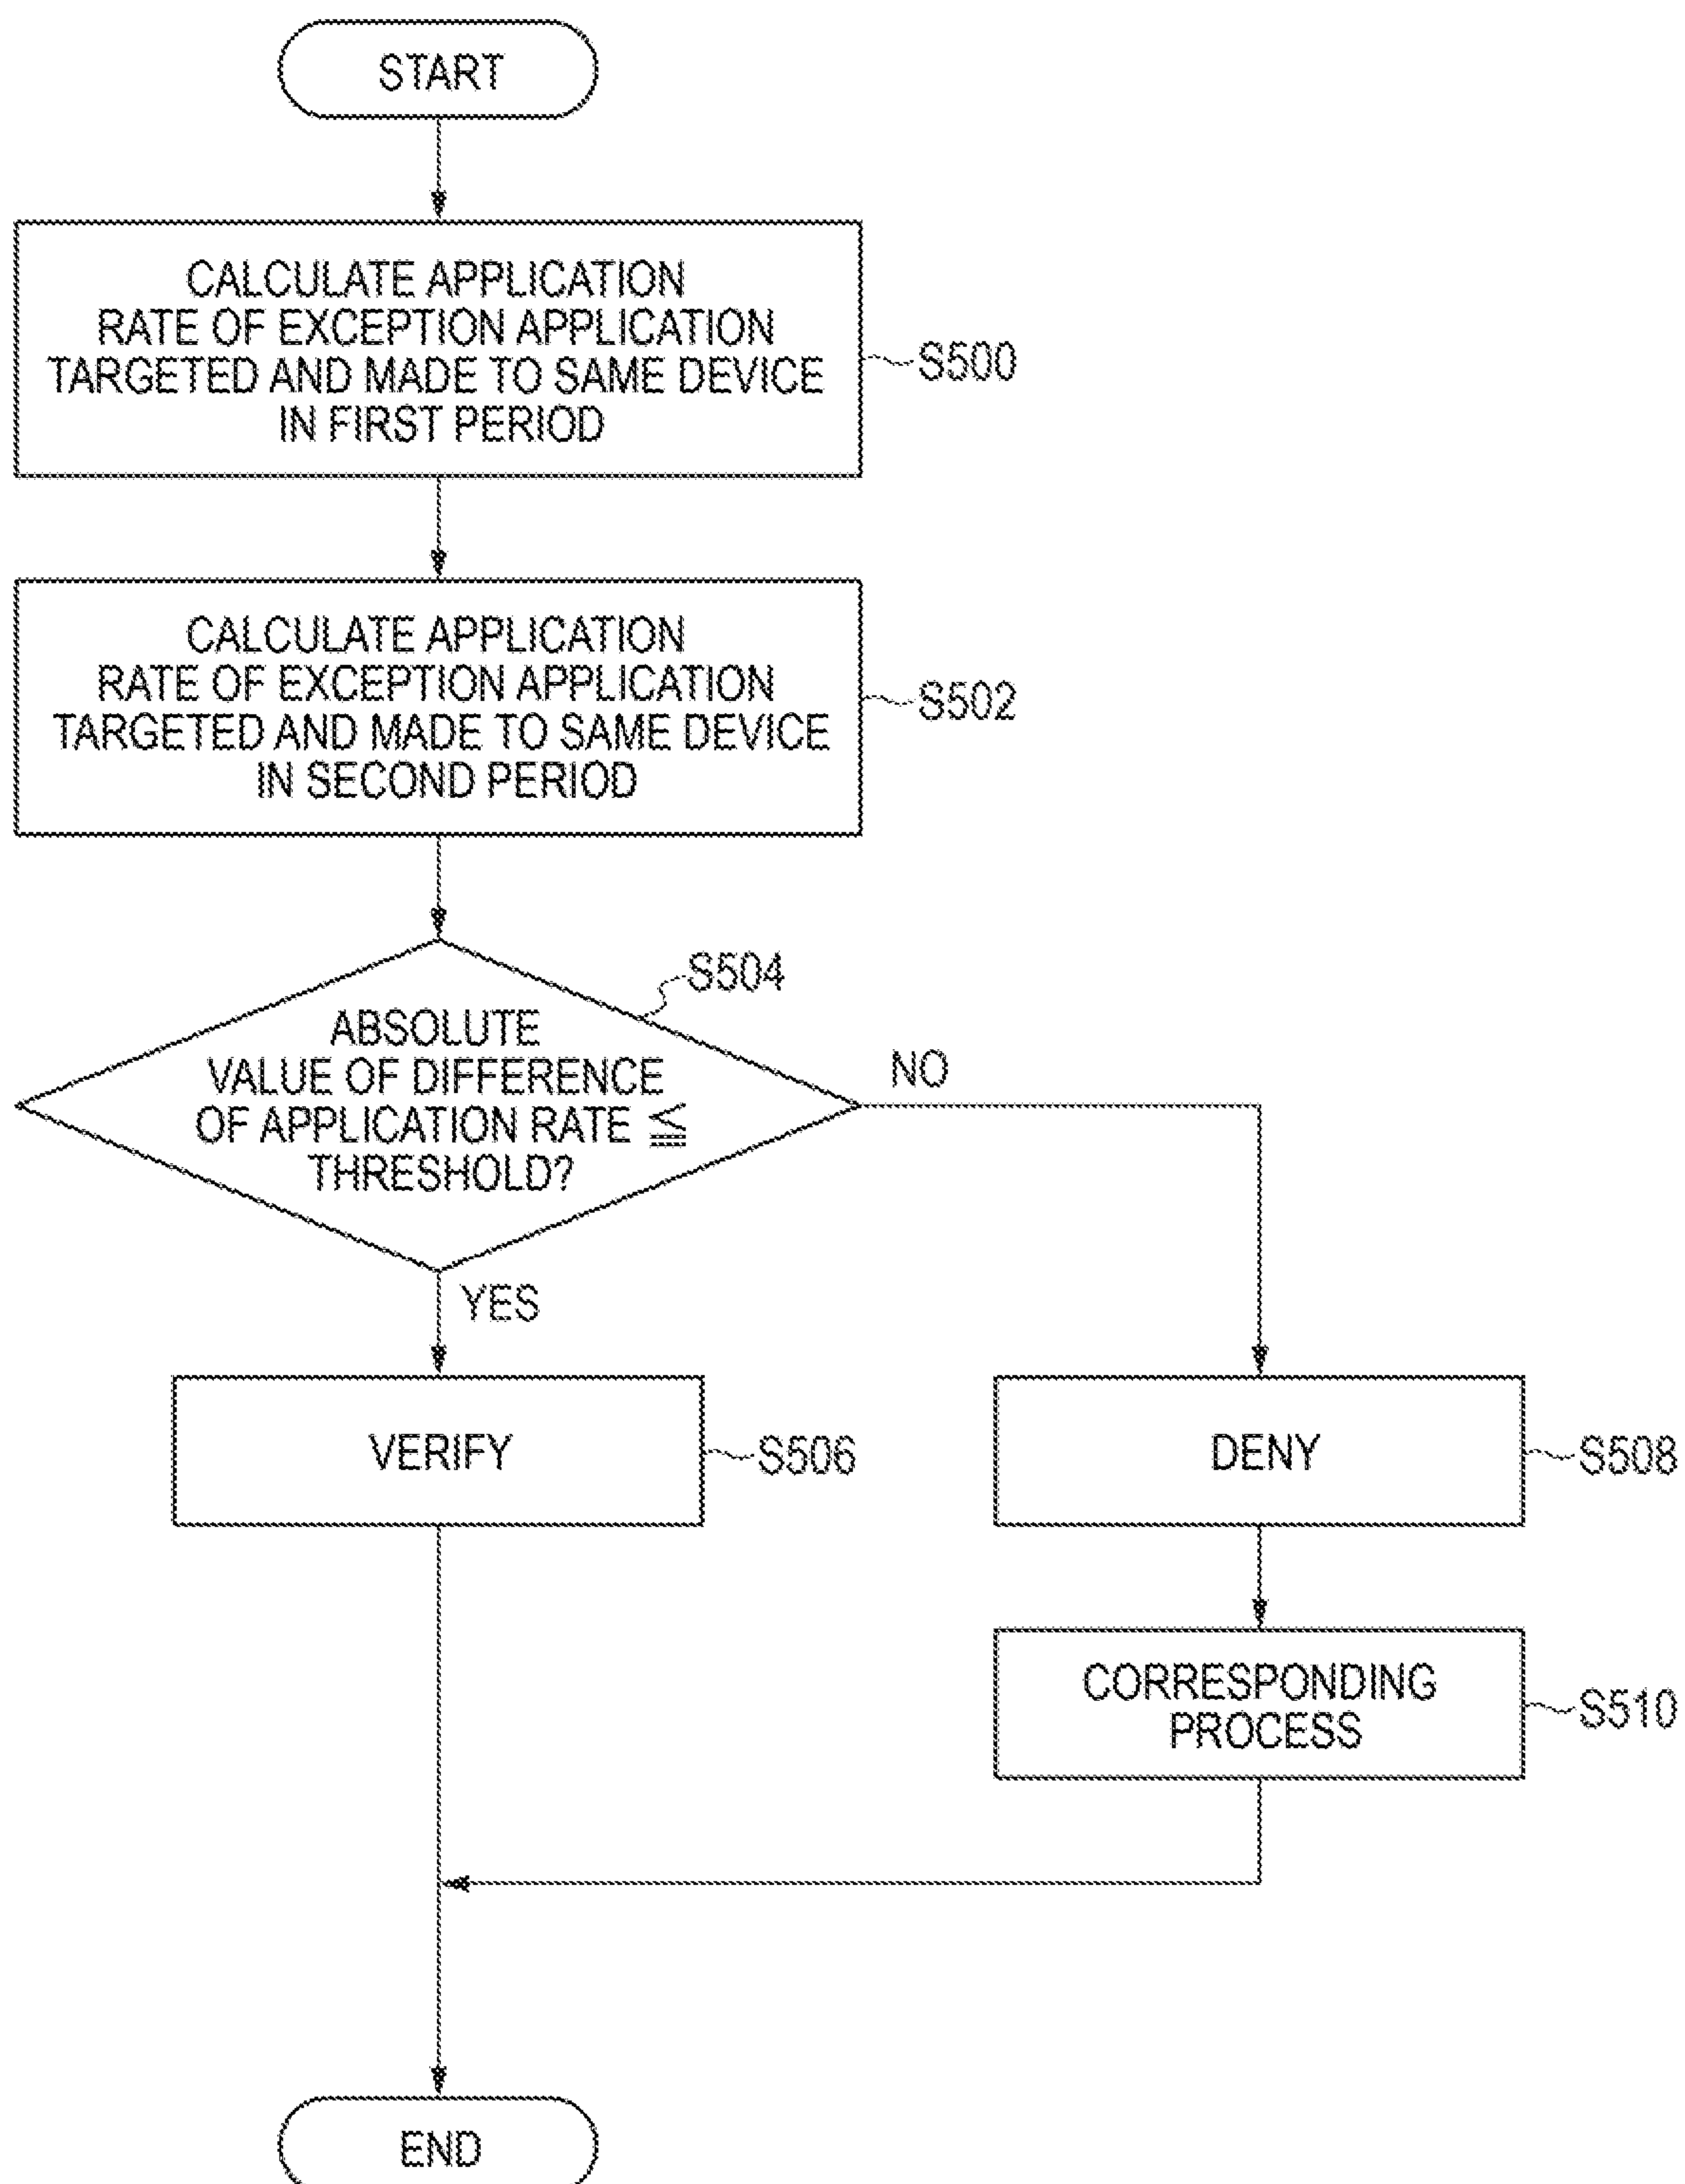 START
CALCULATE APPLICATION
RATE OF EXCEPTION APPLICATION
TARGETED AND MADE TO SAME DEVICE
IN FIRST PERIOD
S500
CALCULATE APPLICATION
RATE OF EXCEPTION APPLICATION
TARGETED AND MADE TO SAME DEVICE
IN SECOND PERIOD
S502
S504
ABSOLUTE
VALUE OF DIFFERENCE
OF APPLICATION RATE ≦
THRESHOLD?
NO
YES
VERIFY
S506
DENY
S508
CORRESPONDING
PROCESS
S510
END